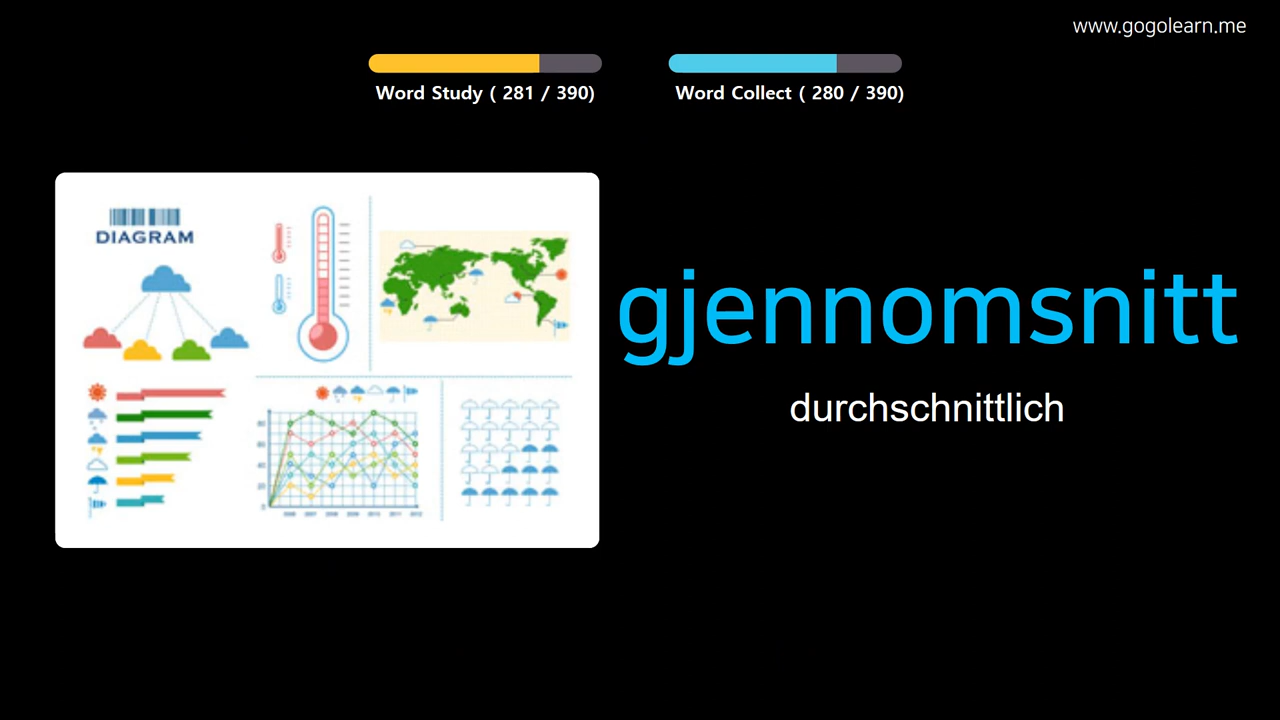 www.gogolearn.me
Word Study ( 281 / 390)
Word Collect ( 280 / 390)
DIAGRAM
gjennomsnitt
durchschnittlich